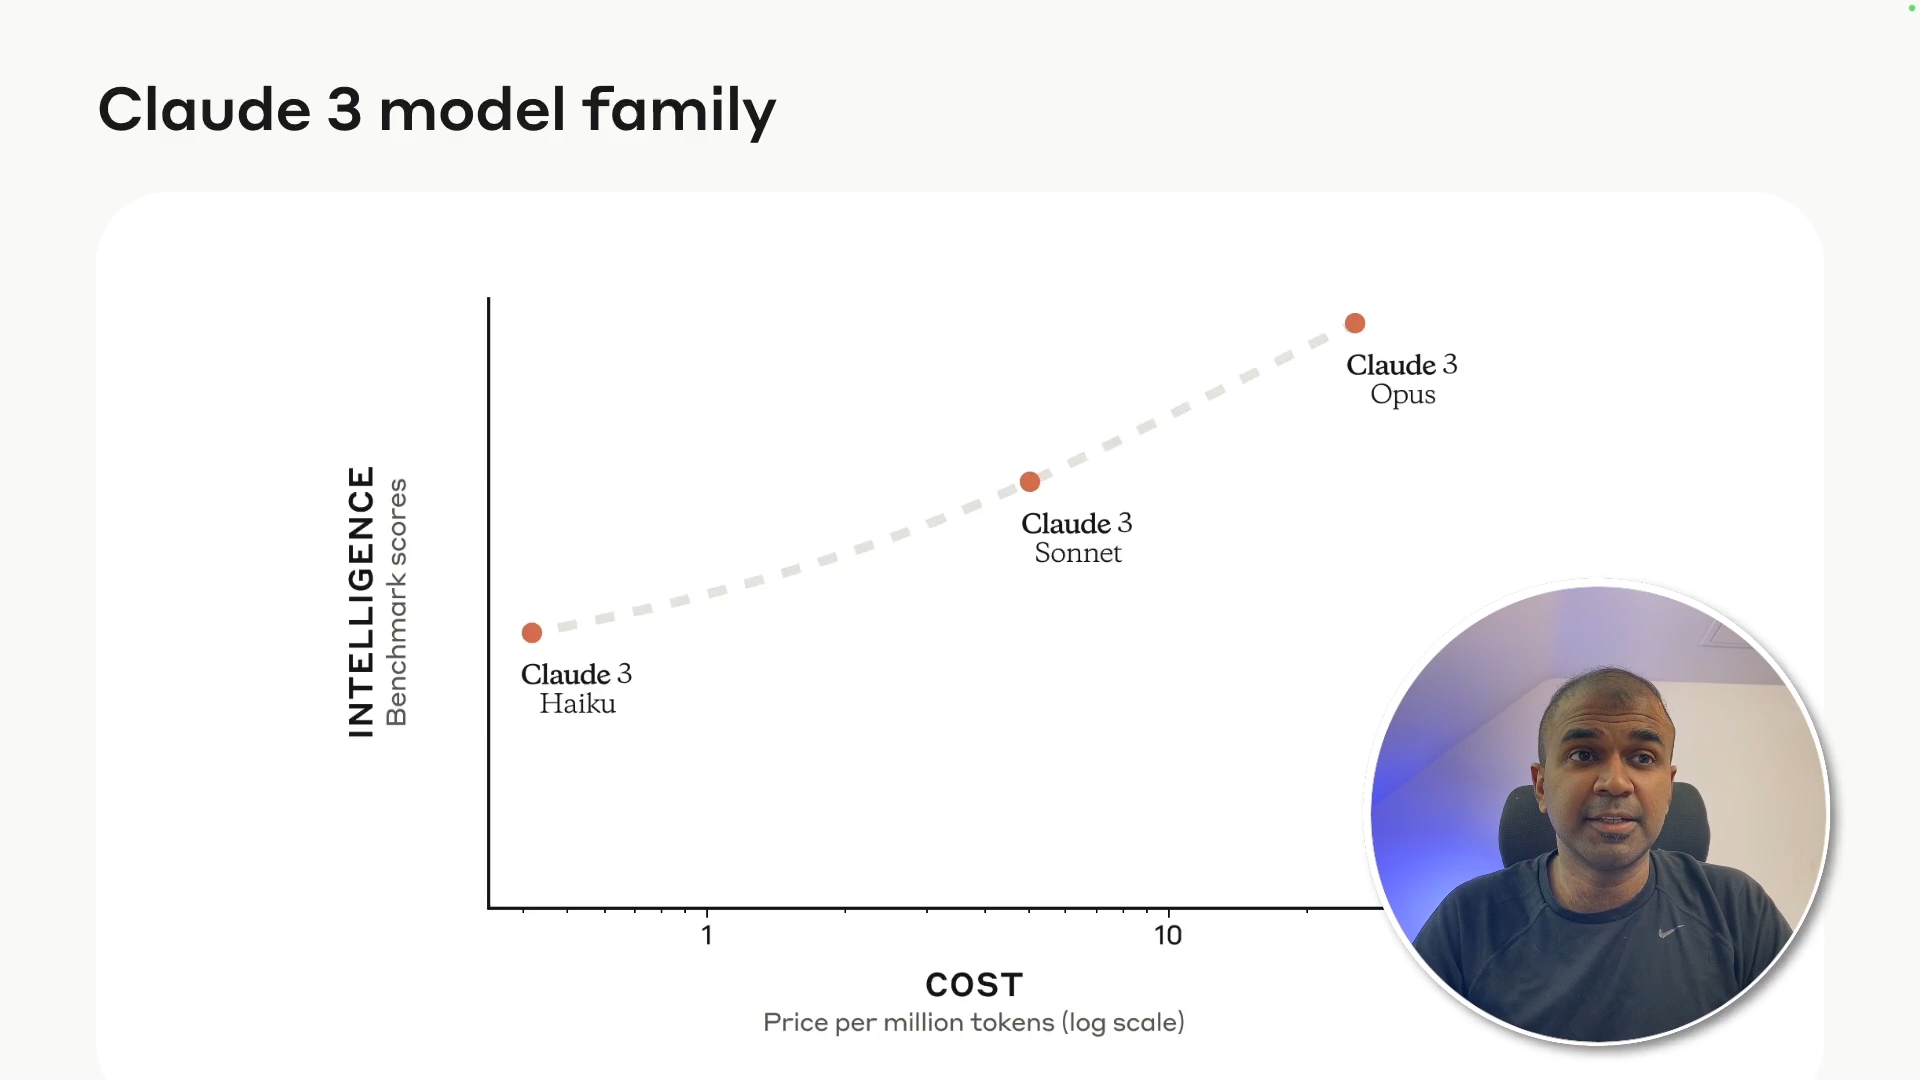 Claude 3 model family
INTELLIGENCE
Benchmark scores
Claude 3
Opus
Claude 3
Sonnet
Claude 3
Haiku
1
10
COST
Price per million tokens (log scale)